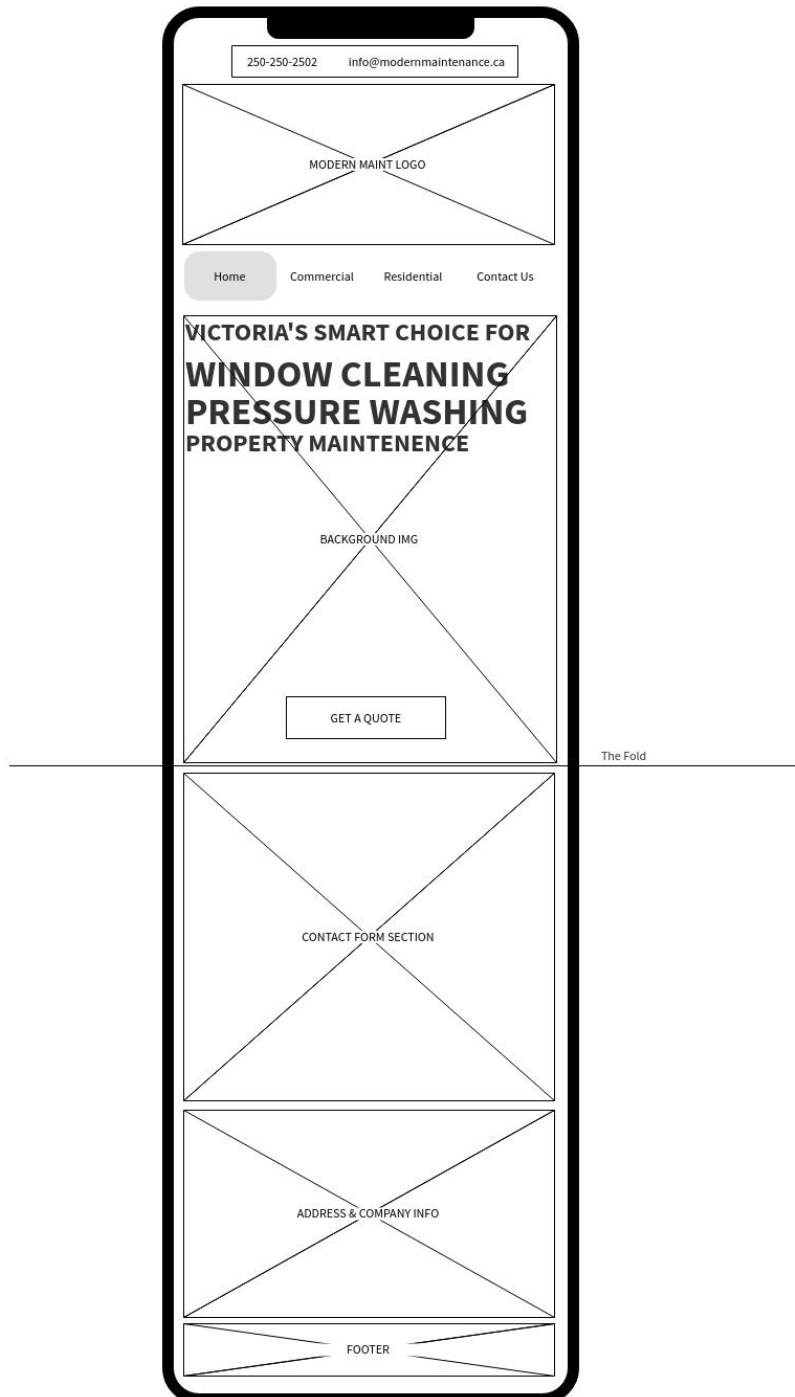 250-250-2502 info@modernmaintenance.ca
MODERN MAINT LOGO
Home Commercial Residential Contact Us
VICTORIA'S SMART CHOICE FOR
WINDOW CLEANING
PRESSURE WASHING
PROPERTY MAINTENENCE
BACKGROUND IMG
GET A QUOTE
The Fold
CONTACT FORM SECTION
ADDRESS & COMPANY INFO
FOOTER